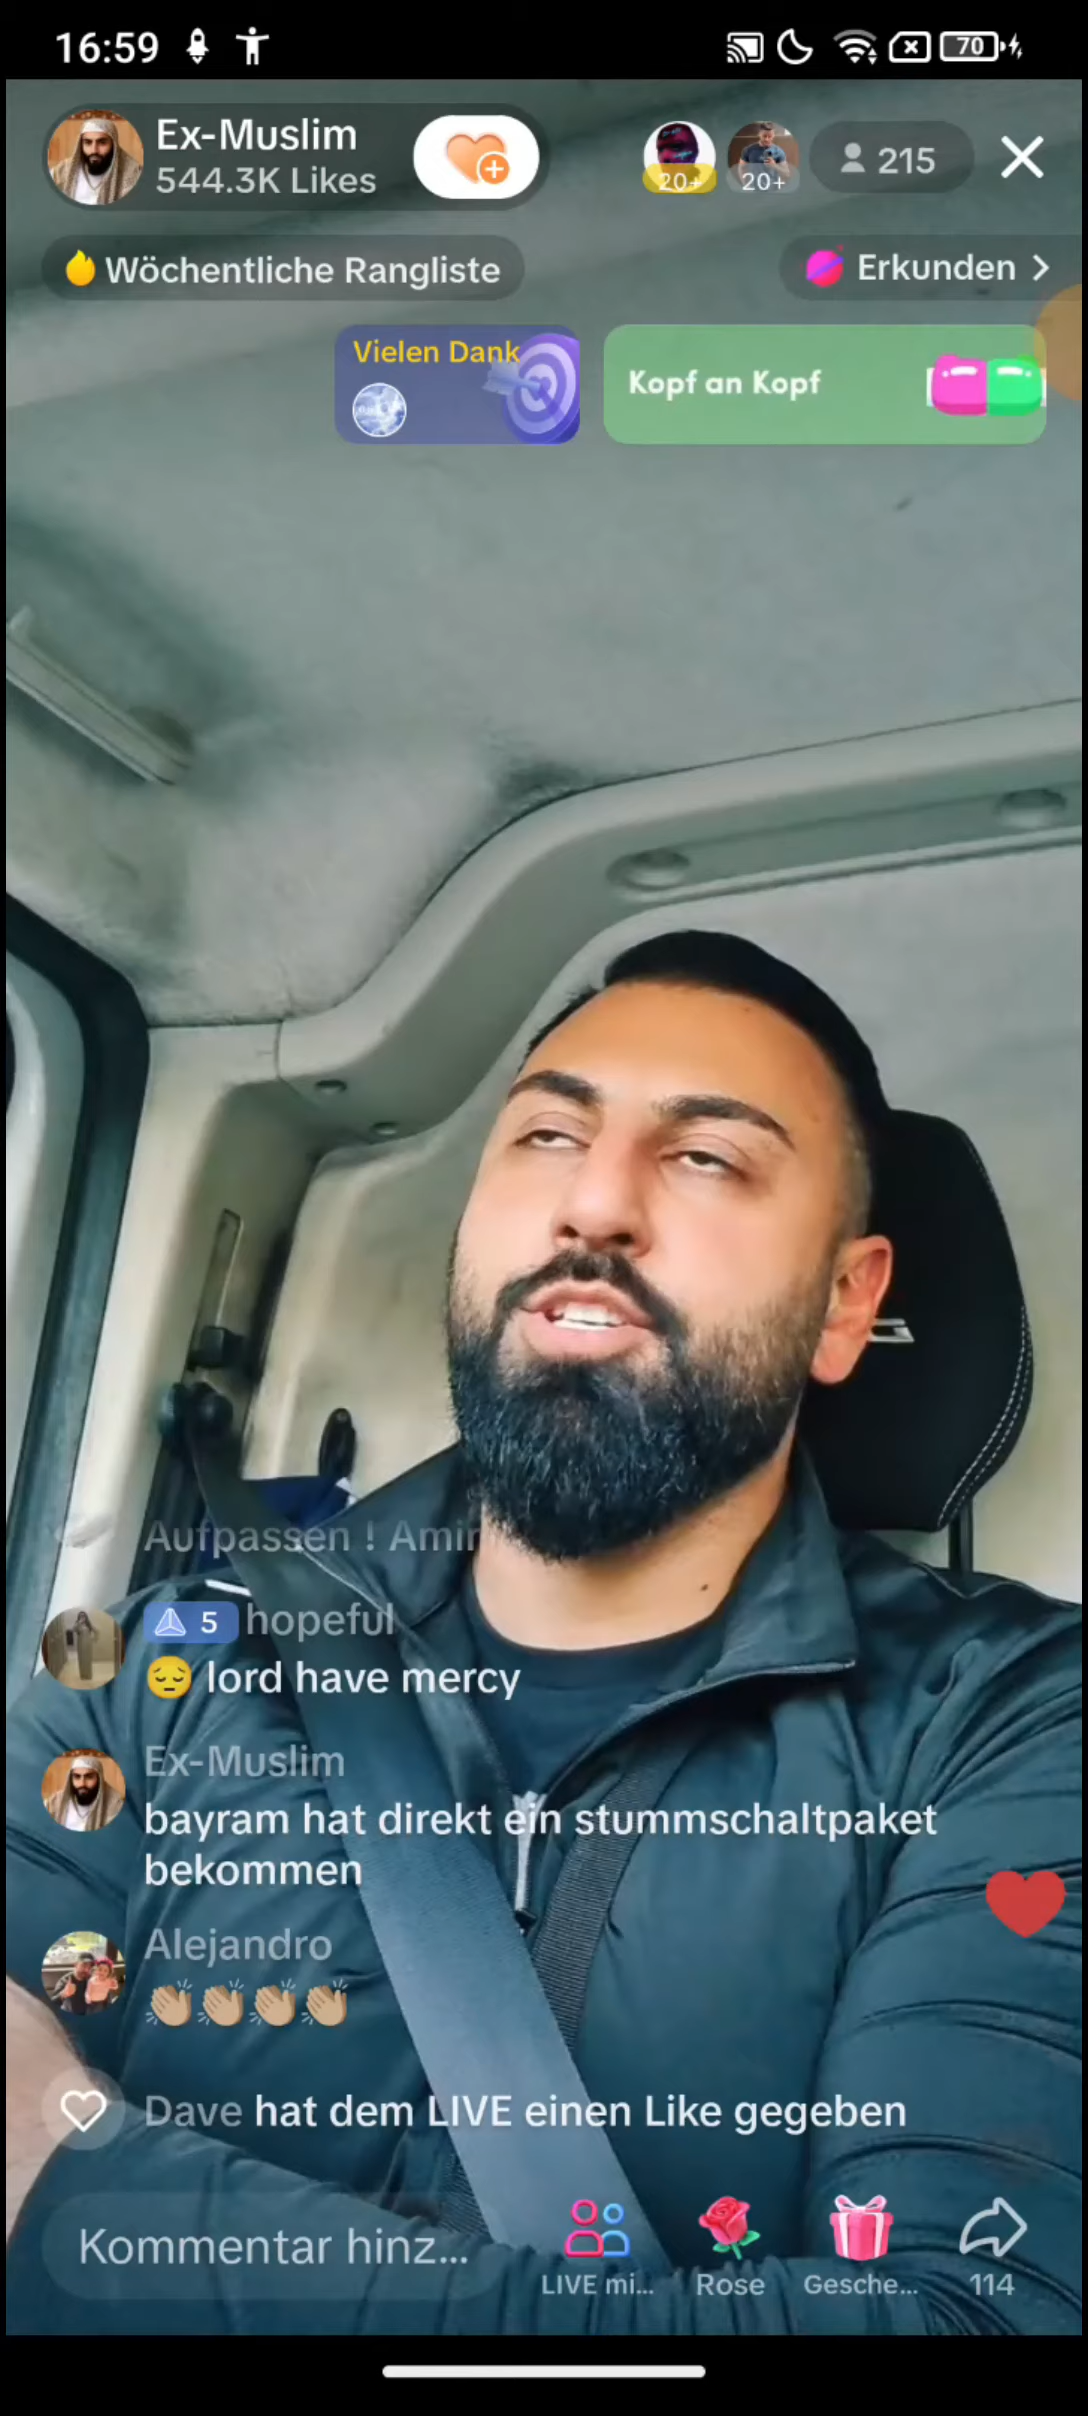 16:59
70
Ex-Muslim
544.3K Likes
20+
20+
215
Wöchentliche Rangliste
Erkunden
Vielen Dank
Kopf an Kopf
Aufpassen ! Amir
5 hopeful
😔 lord have mercy
Ex-Muslim
bayram hat direkt ein stummschaltpaket
bekommen
Alejandro
👏🏼👏🏼👏🏼👏🏼
Dave hat dem LIVE einen Like gegeben
Kommentar hinz...
LIVE mi...
Rose
Gesche...
114